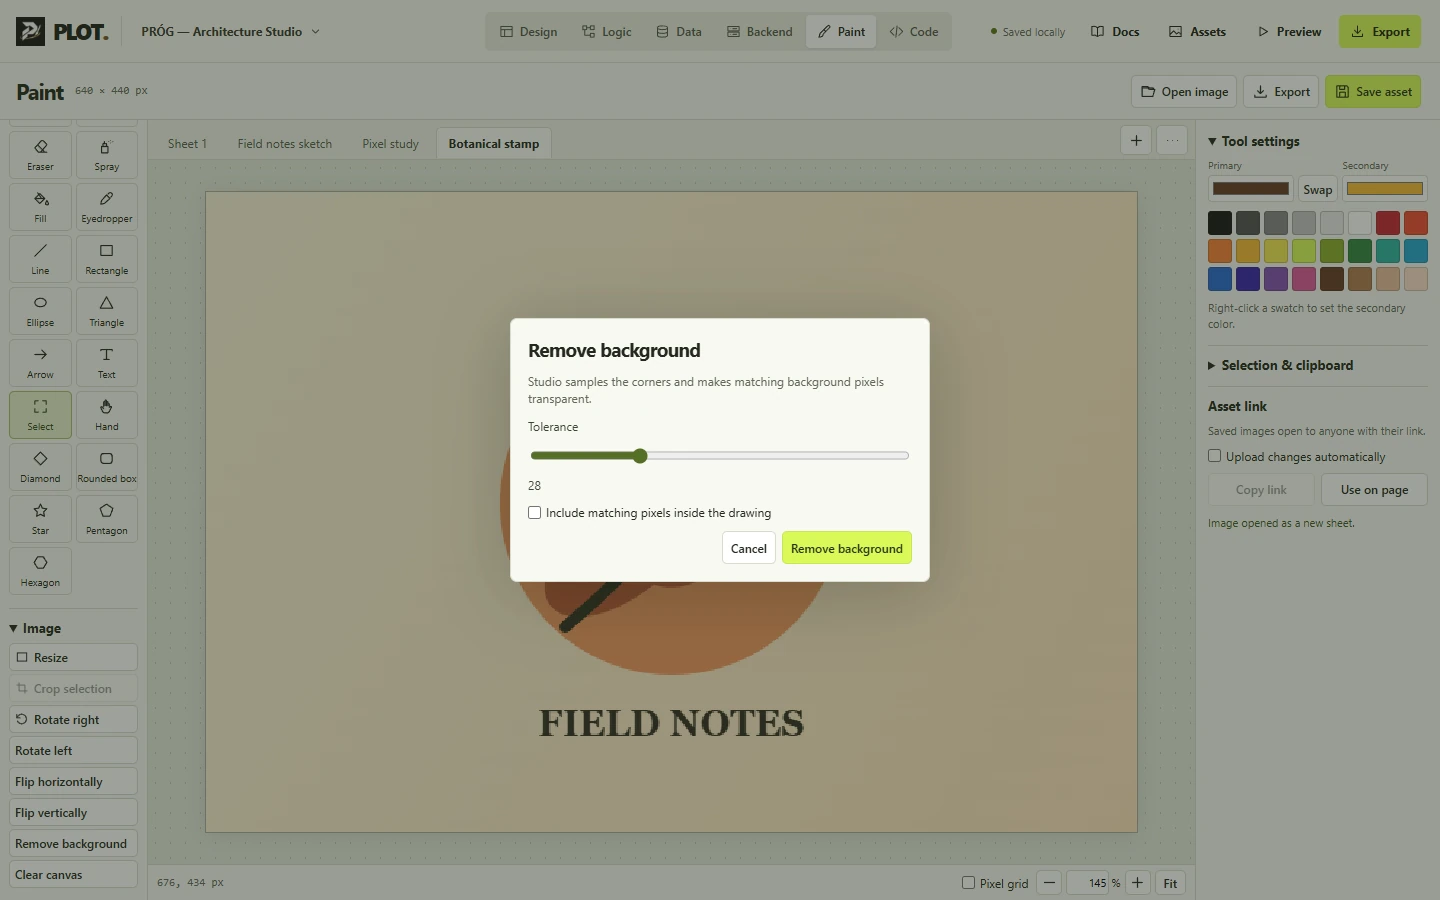 PLOT.
PRÓG — Architecture Studio
Design
Logic
Data
Backend
Paint
Code
Saved locally
Docs
Assets
Preview
Export
Paint
640 × 440 px
Open image
Export
Save asset
Eraser
Spray
Fill
Eyedropper
Line
Rectangle
Ellipse
Triangle
Arrow
Text
Select
Hand
Diamond
Rounded box
Star
Pentagon
Hexagon
Image
Resize
Crop selection
Rotate right
Rotate left
Flip horizontally
Flip vertically
Remove background
Clear canvas
Sheet 1
Field notes sketch
Pixel study
Botanical stamp
Remove background
Studio samples the corners and makes matching background pixels
transparent.
Tolerance
28
Include matching pixels inside the drawing
Cancel
Remove background
FIELD NOTES
676, 434 px
Pixel grid
145 %
Fit
Tool settings
Primary
Secondary
Swap
Right-click a swatch to set the secondary
color.
Selection & clipboard
Asset link
Saved images open to anyone with their link.
Upload changes automatically
Copy link
Use on page
Image opened as a new sheet.